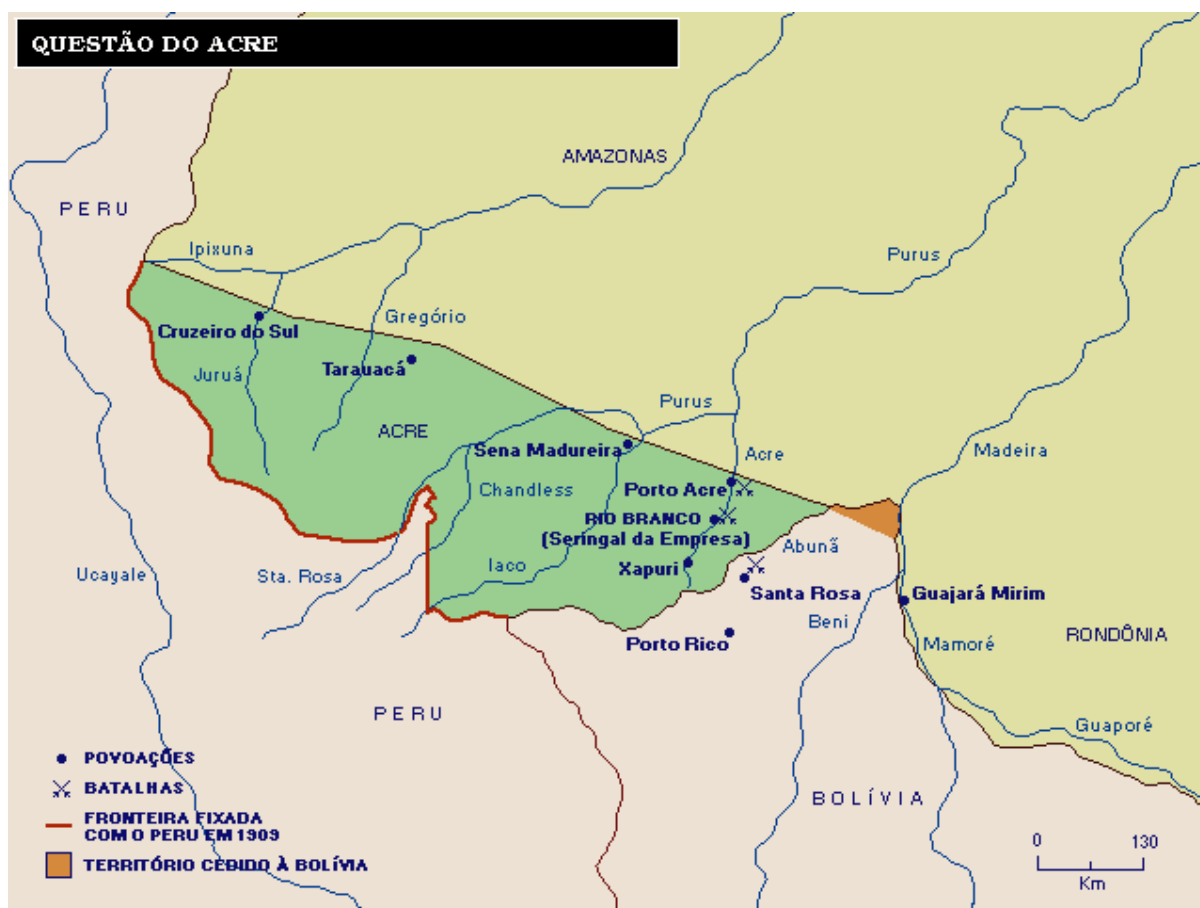 QUESTÃO DO ACRE
AMAZONAS
PERU
Ipixuna
Purus
Cruzeiro do Sul
Gregório
Tarauacá
Juruá
Purus
ACRE
Sena Madureira
Acre
Madeira
Chandless
Porto Acre
RIO BRANCO
(Seringal da Empresa)
Abunã
Ucayale
Sta. Rosa
Iaco
Xapuri
Santa Rosa
Guajará Mirim
Beni
Porto Rico
Mamoré
RONDÔNIA
PERU
Guaporé
POVOAÇÕES
BATALHAS
BOLÍVIA
FRONTEIRA FIXADA
COM O PERU EM 1909
TERRITÓRIO CEDIDO À BOLÍVIA
0 130
Km